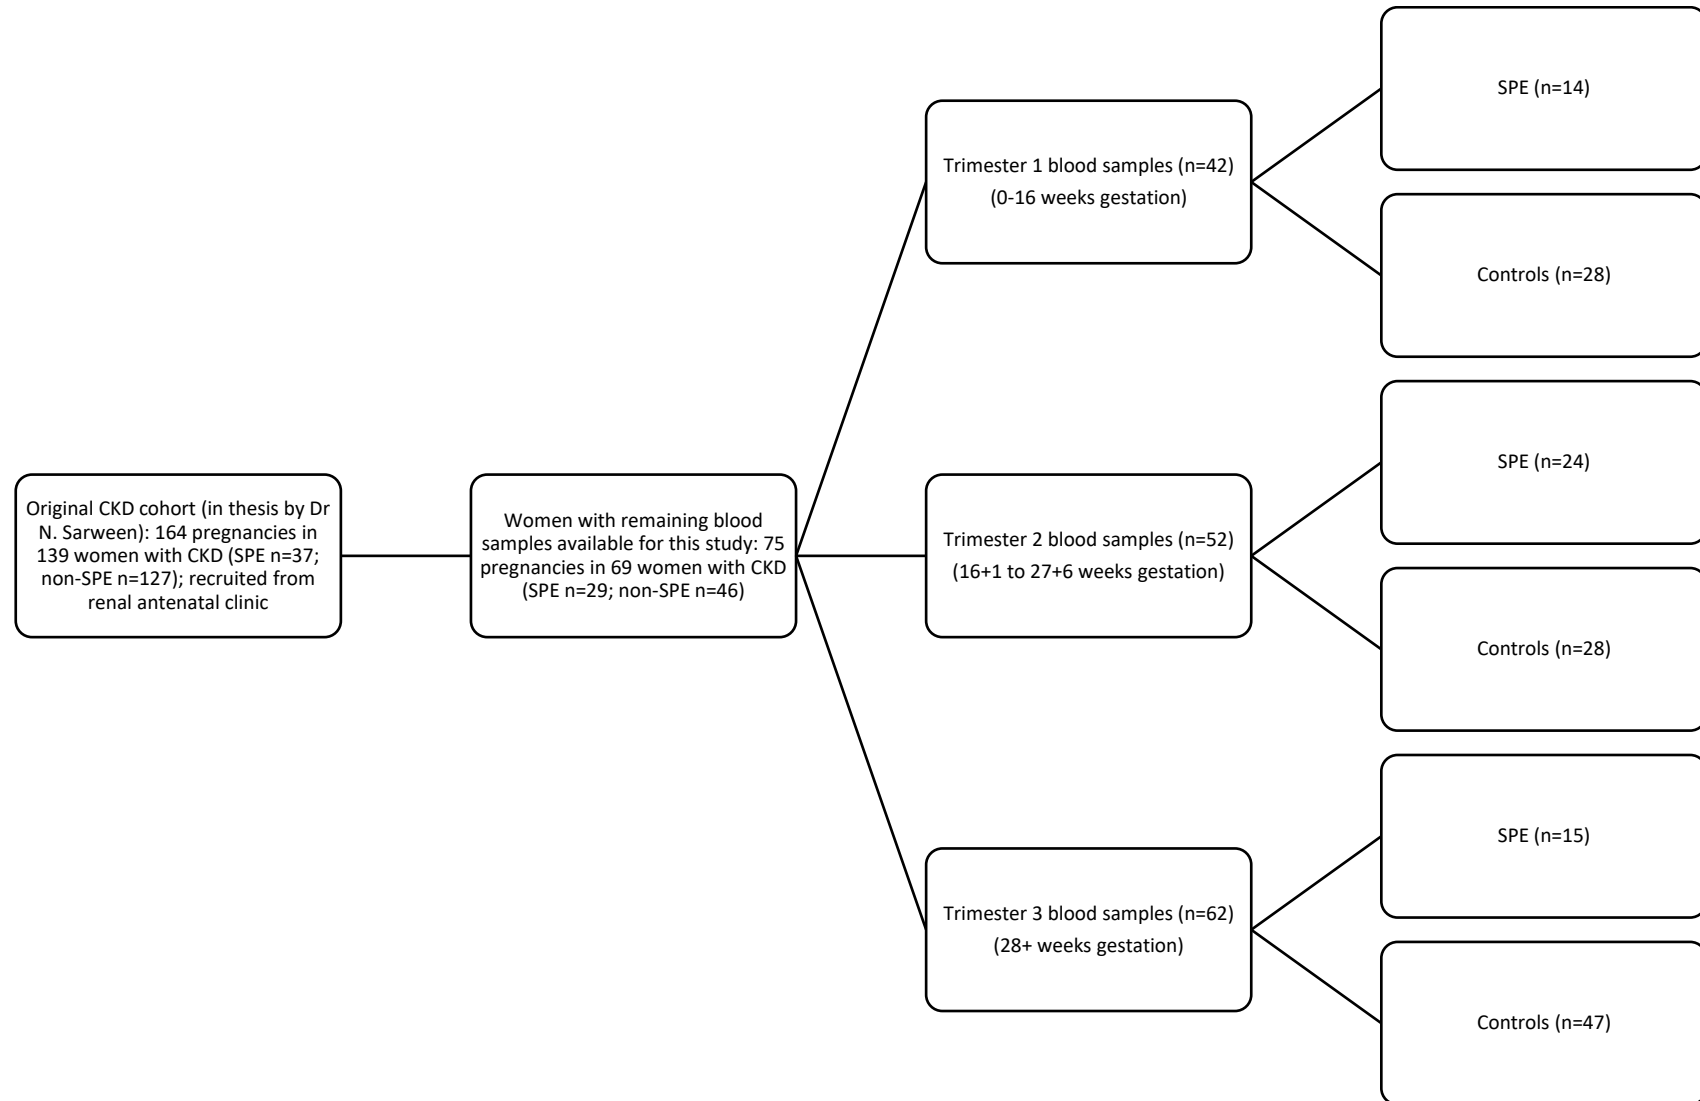 Original CKD cohort (in thesis by Dr
N. Sarween): 164 pregnancies in
139 women with CKD (SPE n=37;
non-SPE n=127); recruited from
renal antenatal clinic
Women with remaining blood
samples available for this study: 75
pregnancies in 69 women with CKD
(SPE n=29; non-SPE n=46)
Trimester 1 blood samples (n=42)
(0-16 weeks gestation)
SPE (n=14)
Controls (n=28)
Trimester 2 blood samples (n=52)
(16+1 to 27+6 weeks gestation)
SPE (n=24)
Controls (n=28)
Trimester 3 blood samples (n=62)
(28+ weeks gestation)
SPE (n=15)
Controls (n=47)